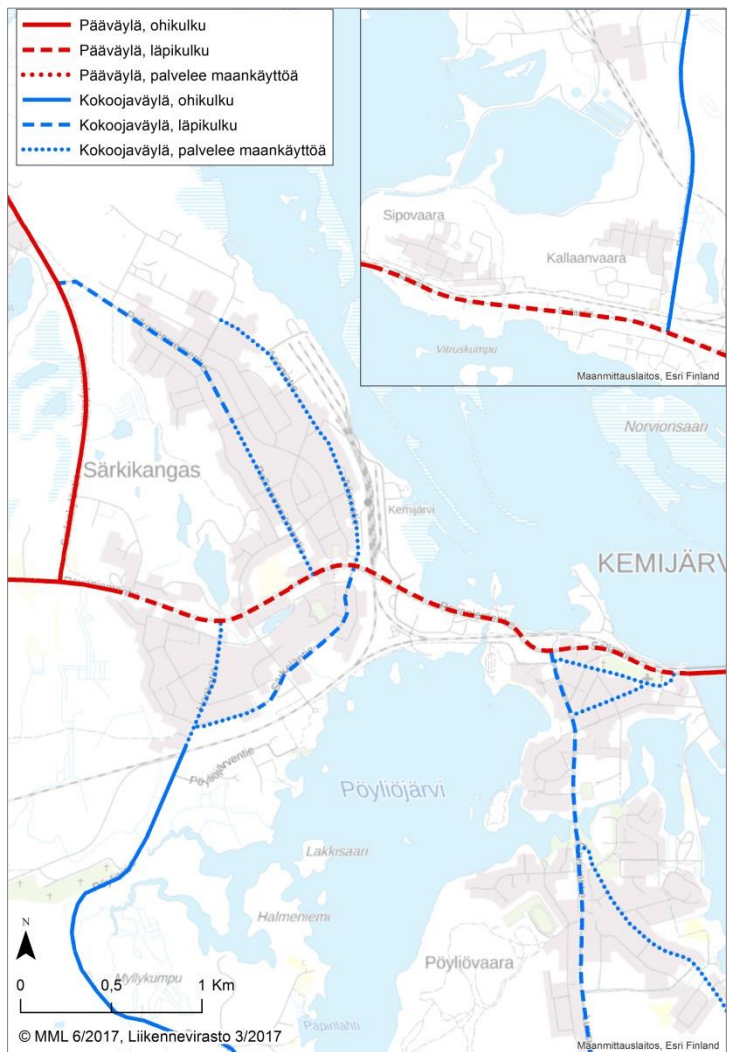 Pääväylä, ohikulku
Pääväylä, läpikulku
Pääväylä, palvelee maankäyttöä
Kokoojaväylä, ohikulku
Kokoojaväylä, läpikulku
Kokoojaväylä, palvelee maankäyttöä
Sipovaara
Kallaanvaara
Vitruskumpu
Maanmittauslaitos, Esri Finland
Norvionsaari
Särkikangas
Kemijärvi
KEMIJÄRV
Pöyliöjärventie
Pöyliöjärvi
Lakkisaari
Halmeniemi
Pöyliövaara
N
Myllykumpu
0 0,5 1 Km
Papinlahti
© MML 6/2017, Liikennevirasto 3/2017
Maanmittauslaitos, Esri Finland